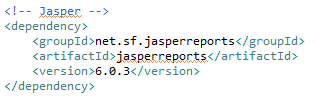 <!-- Jasper -->
<dependency>
<groupId>net.sf.jasperreports</groupId>
<artifactId>jasperreports</artifactId>
<version>6.0.3</version>
</dependency>